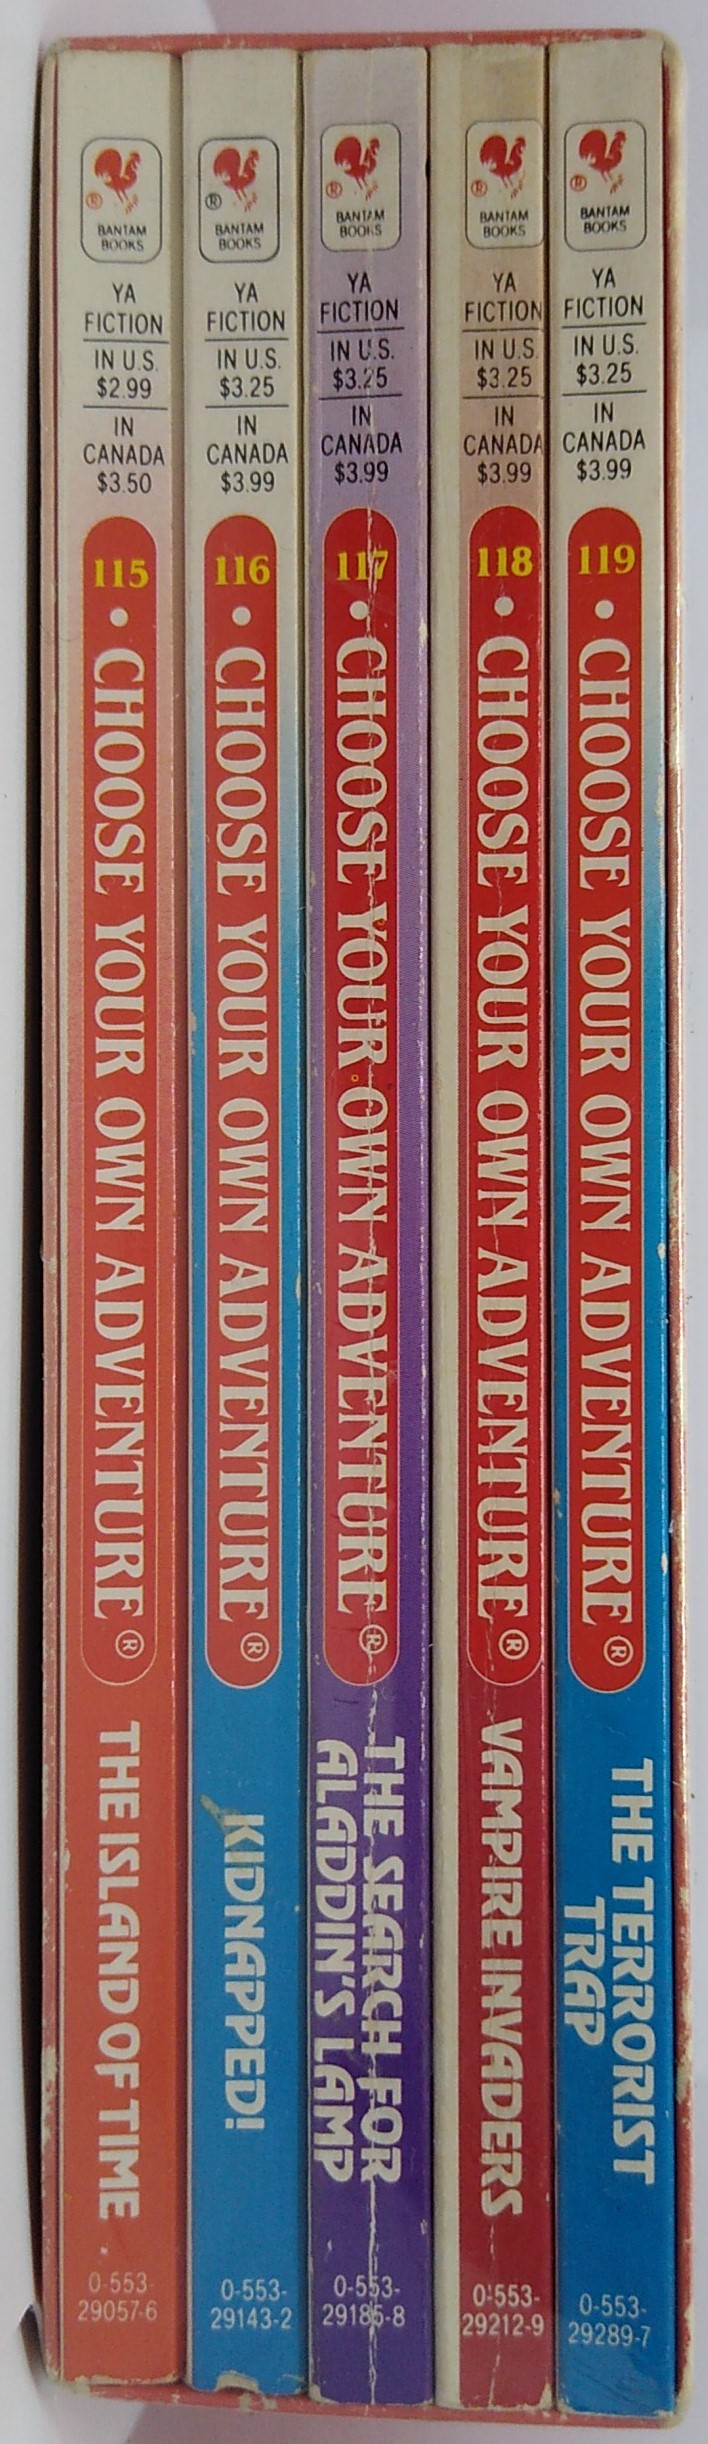 ®
BANTAM
BOOKS
YA
FICTION
IN U.S.
$2.99
IN
CANADA
$3.50
115 • CHOOSE YOUR OWN ADVENTURE®
THE ISLAND OF TIME
0-553-
29057-6
®
BANTAM
BOOKS
YA
FICTION
IN U.S.
$3.25
IN
CANADA
$3.99
116 • CHOOSE YOUR OWN ADVENTURE®
KIDNAPPED!
0-553-
29143-2
®
BANTAM
BOOKS
YA
FICTION
IN U.S.
$3.25
IN
CANADA
$3.99
117 • CHOOSE YOUR OWN ADVENTURE®
THE SEARCH FOR
ALADDIN'S LAMP
0-553-
29185-8
®
BANTAM
BOOKS
YA
FICTION
IN U.S.
$3.25
IN
CANADA
$3.99
118 • CHOOSE YOUR OWN ADVENTURE®
VAMPIRE INVADERS
0-553-
29212-9
®
BANTAM
BOOKS
YA
FICTION
IN U.S.
$3.25
IN
CANADA
$3.99
119 • CHOOSE YOUR OWN ADVENTURE®
THE TERRORIST
TRAP
0-553-
29289-7